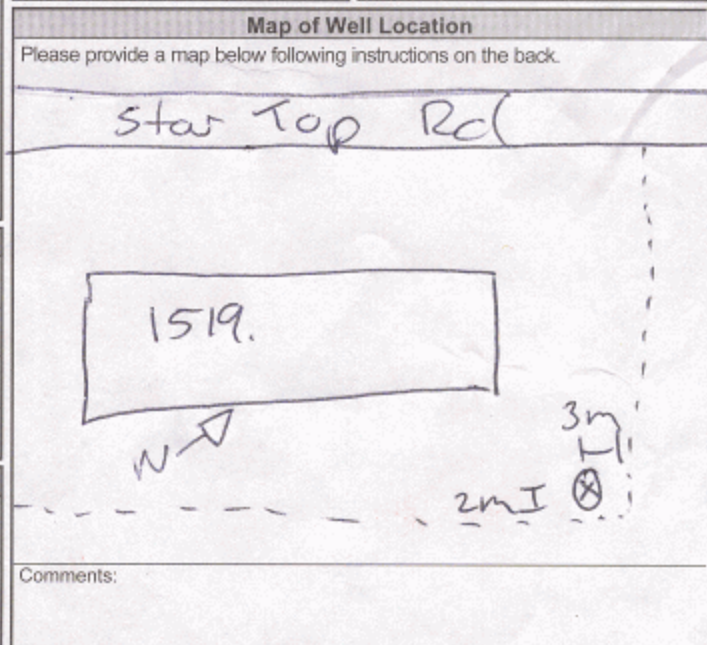 Map of Well Location
Please provide a map below following instructions on the back.
Star Top Rd
1519.
3m
N
2m
Comments: